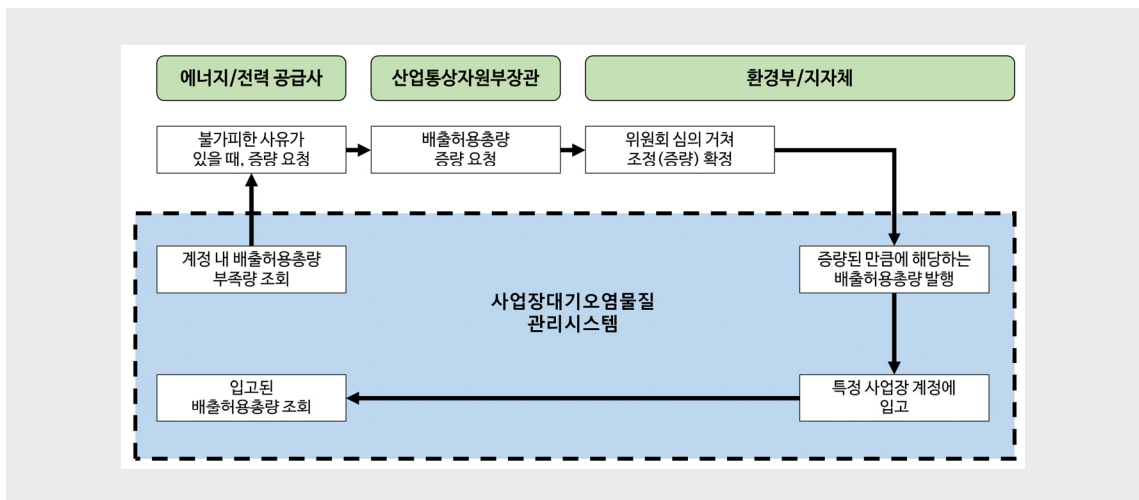 에너지/전력 공급사
산업통상자원부장관
환경부/지자체
불가피한 사유가
있을 때, 증량 요청
배출허용총량
증량 요청
위원회 심의 거쳐
조정(증량) 확정
계정 내 배출허용총량
부족량 조회
증량된 만큼에 해당하는
배출허용총량 발행
사업장대기오염물질
관리시스템
입고된
배출허용총량 조회
특정 사업장 계정에
입고